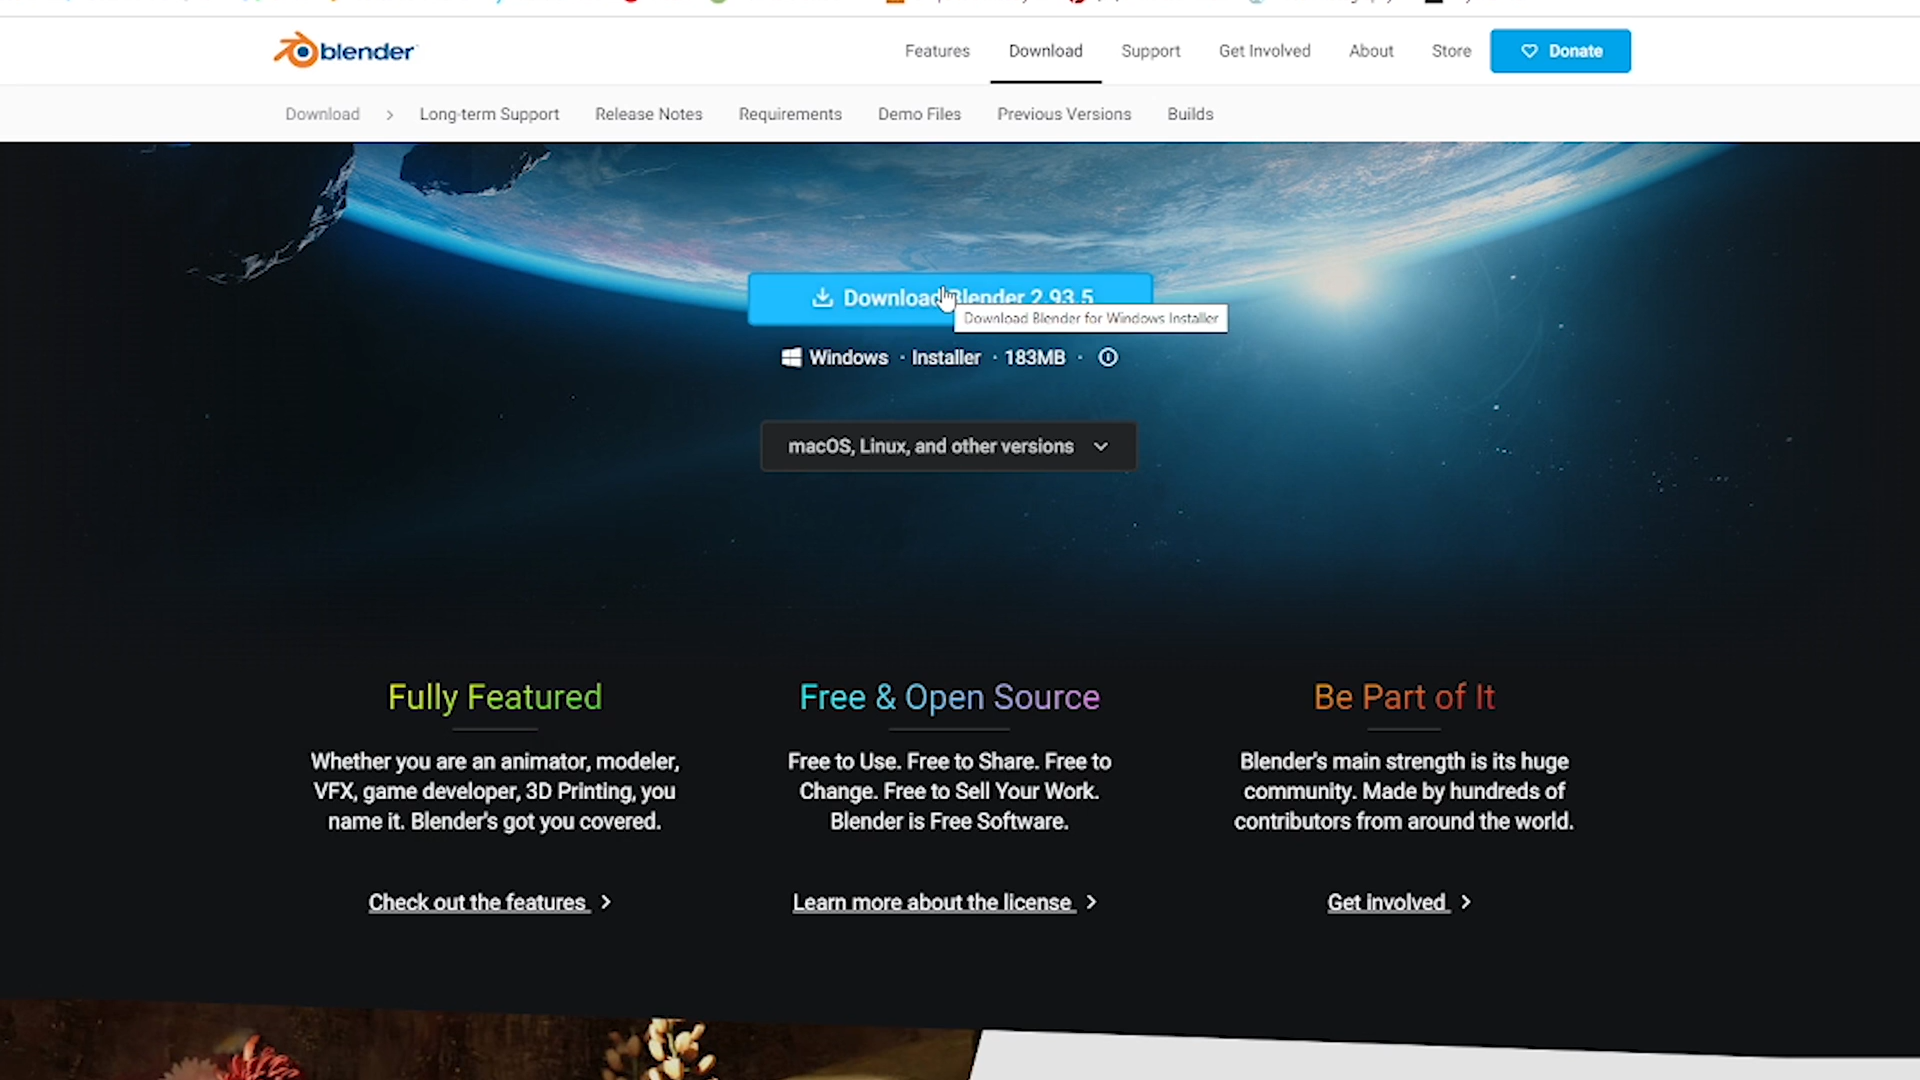 blender
Features Download Support Get Involved About Store Donate
Download > Long-term Support Release Notes Requirements Demo Files Previous Versions Builds
Download Blender 2.93.5
Download Blender for Windows Installer
Windows · Installer · 183MB ·
macOS, Linux, and other versions
Fully Featured
Whether you are an animator, modeler,
VFX, game developer, 3D Printing, you
name it. Blender's got you covered.
Check out the features >
Free & Open Source
Free to Use. Free to Share. Free to
Change. Free to Sell Your Work.
Blender is Free Software.
Learn more about the license >
Be Part of It
Blender's main strength is its huge
community. Made by hundreds of
contributors from around the world.
Get involved >